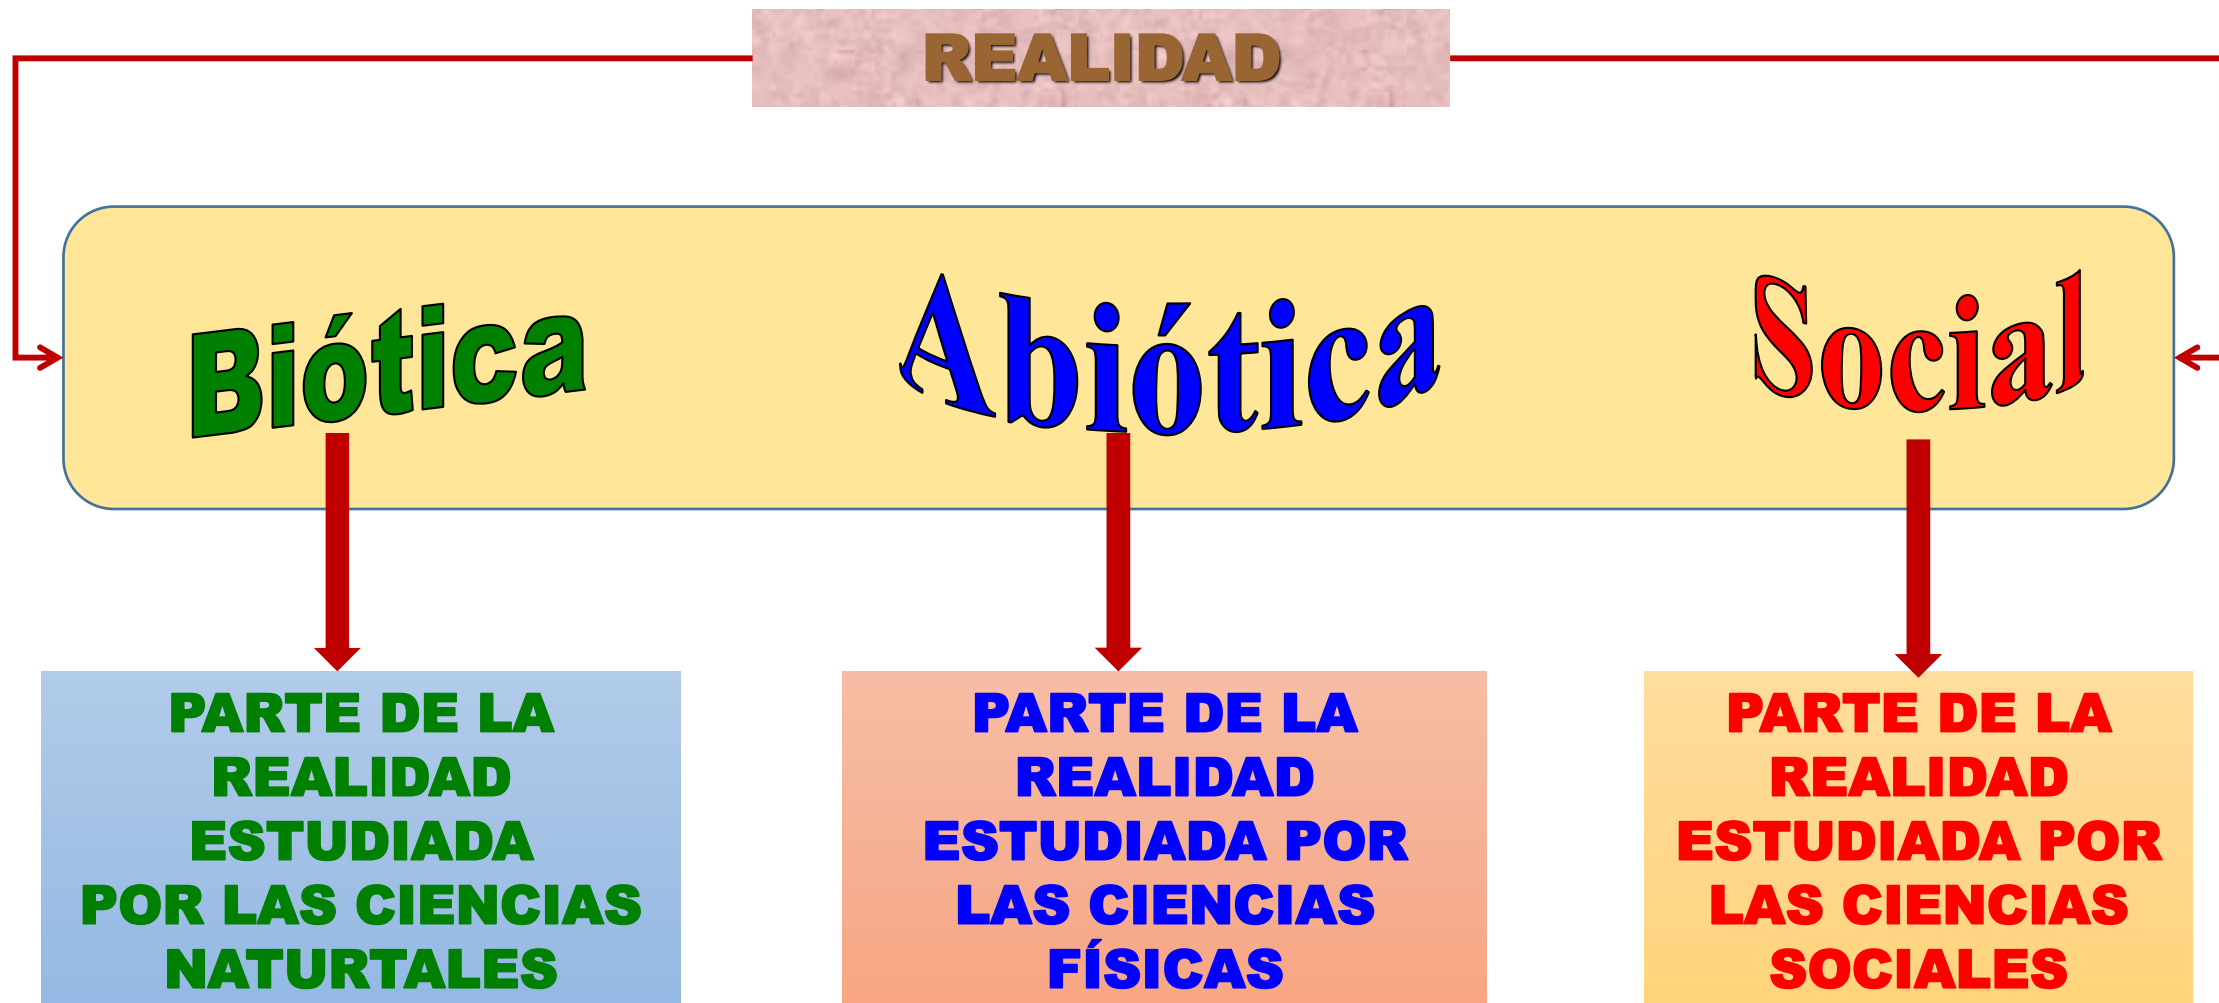 REALIDAD
Biótica
Abiótica
Social
PARTE DE LA
REALIDAD
ESTUDIADA
POR LAS CIENCIAS
NATURTALES
PARTE DE LA
REALIDAD
ESTUDIADA POR
LAS CIENCIAS
FÍSICAS
PARTE DE LA
REALIDAD
ESTUDIADA POR
LAS CIENCIAS
SOCIALES